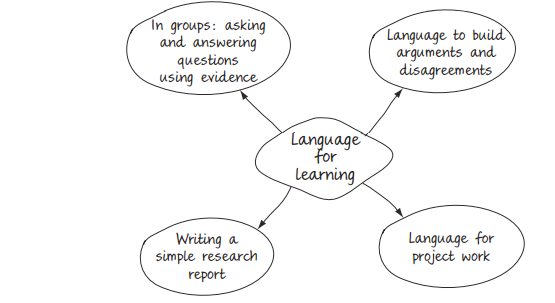 In groups: asking
and answering
questions
using evidence
Language to build
arguments and
disagreements
Language
for
learning
Writing a
simple research
report
Language for
project work